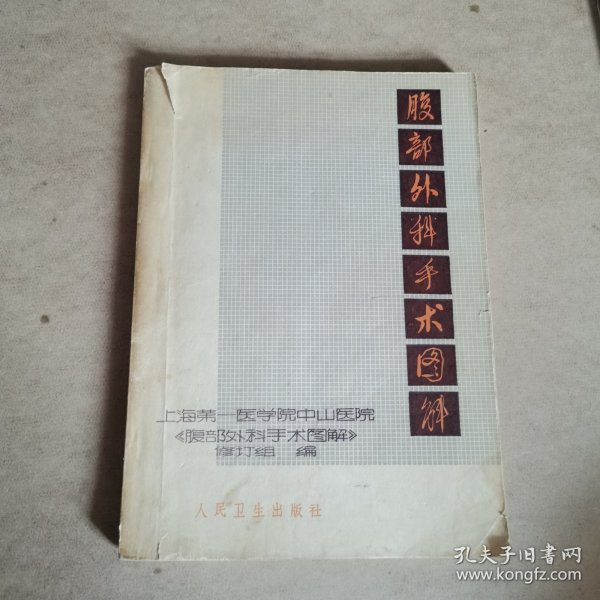 腹部外科手术图解
上海第一医学院中山医院
《腹部外科手术图解》
修订组 编
人民卫生出版社
孔夫子旧书网
www.kongfz.com